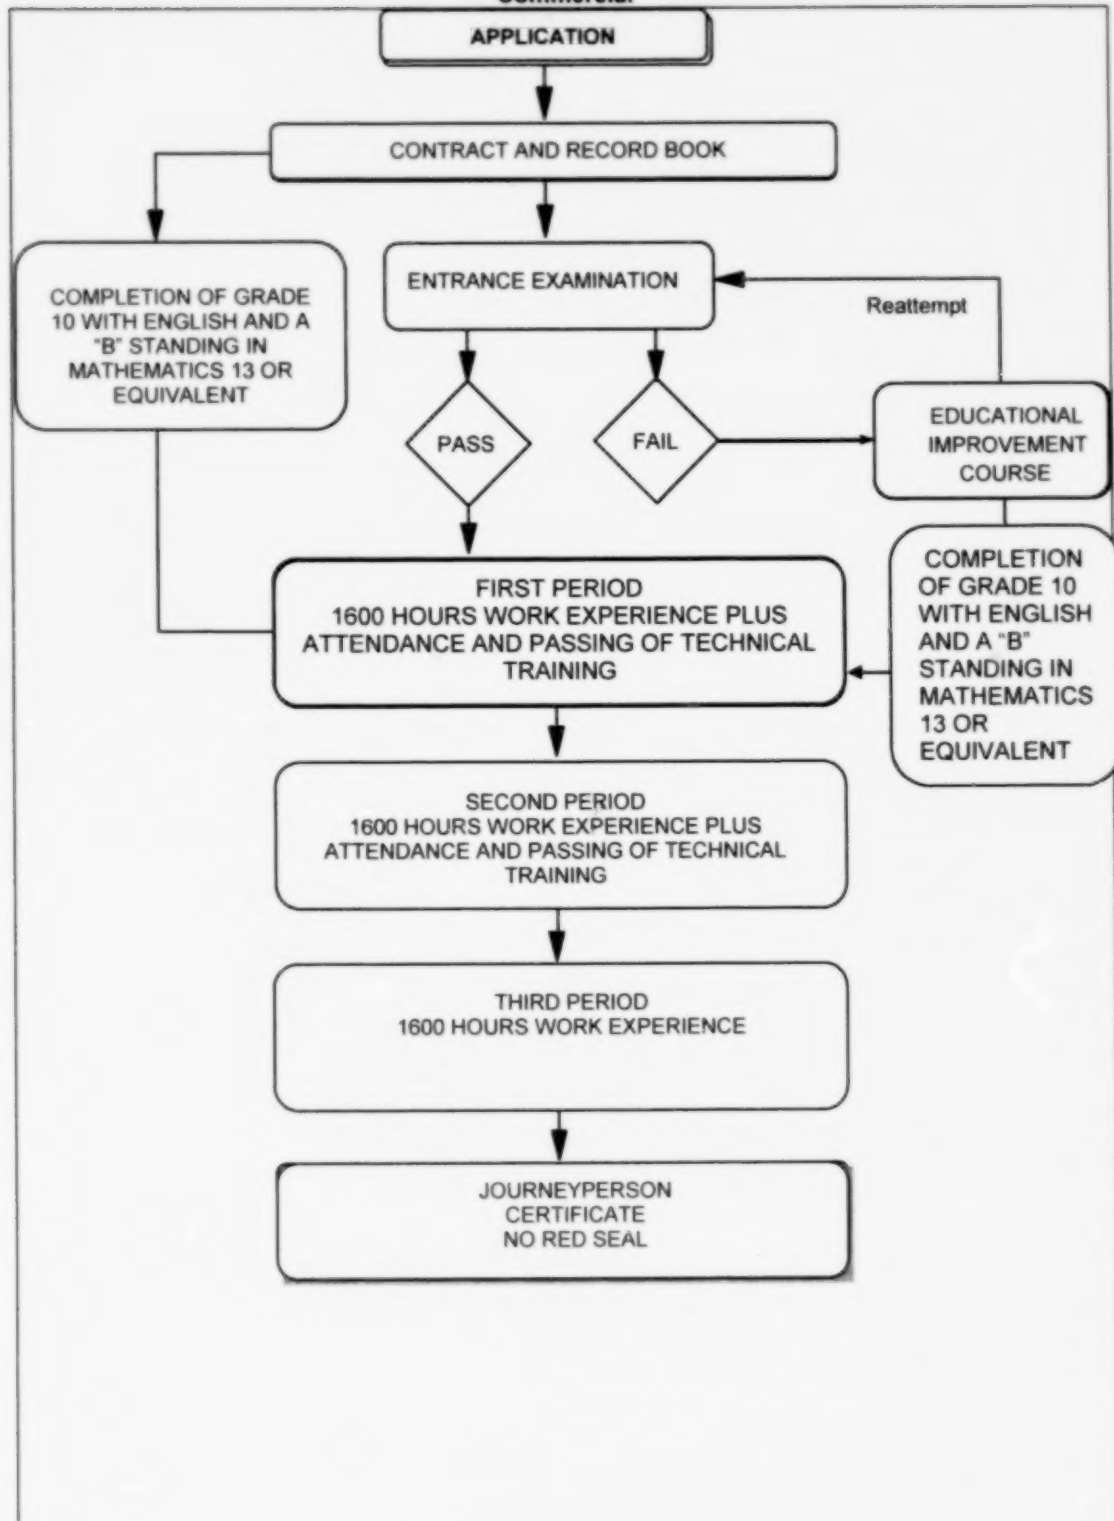 Commercial
APPLICATION
CONTRACT AND RECORD BOOK
COMPLETION OF GRADE
10 WITH ENGLISH AND A
"B" STANDING IN
MATHEMATICS 13 OR
EQUIVALENT
ENTRANCE EXAMINATION
Reattempt
PASS
FAIL
EDUCATIONAL
IMPROVEMENT
COURSE
FIRST PERIOD
1600 HOURS WORK EXPERIENCE PLUS
ATTENDANCE AND PASSING OF TECHNICAL
TRAINING
COMPLETION
OF GRADE 10
WITH ENGLISH
AND A "B"
STANDING IN
MATHEMATICS
13 OR
EQUIVALENT
SECOND PERIOD
1600 HOURS WORK EXPERIENCE PLUS
ATTENDANCE AND PASSING OF TECHNICAL
TRAINING
THIRD PERIOD
1600 HOURS WORK EXPERIENCE
JOURNEYPERSON
CERTIFICATE
NO RED SEAL